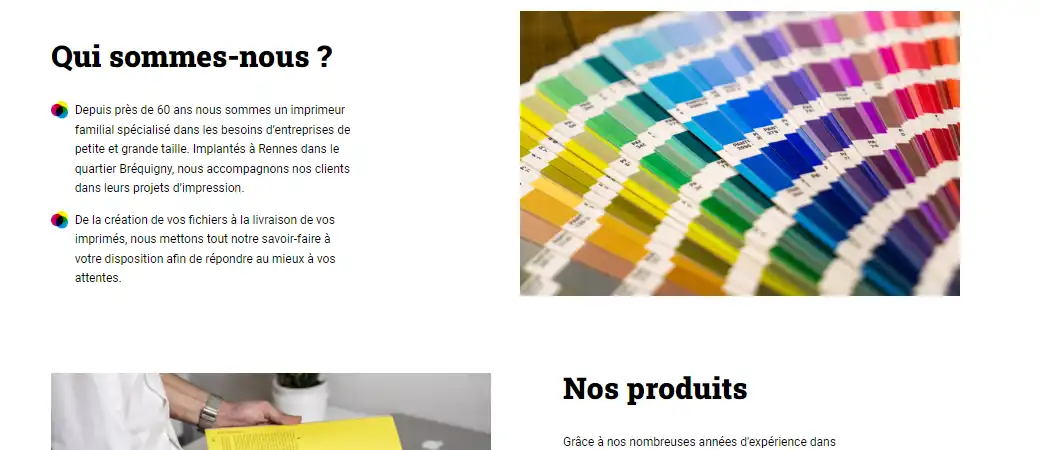 Qui sommes-nous ?
Depuis près de 60 ans nous sommes un imprimeur
familial spécialisé dans les besoins d'entreprises de
petite et grande taille. Implantés à Rennes dans le
quartier Bréquigny, nous accompagnons nos clients
dans leurs projets d'impression.
De la création de vos fichiers à la livraison de vos
imprimés, nous mettons tout notre savoir-faire à
votre disposition afin de répondre au mieux à vos
attentes.
Nos produits
Grâce à nos nombreuses années d'expérience dans